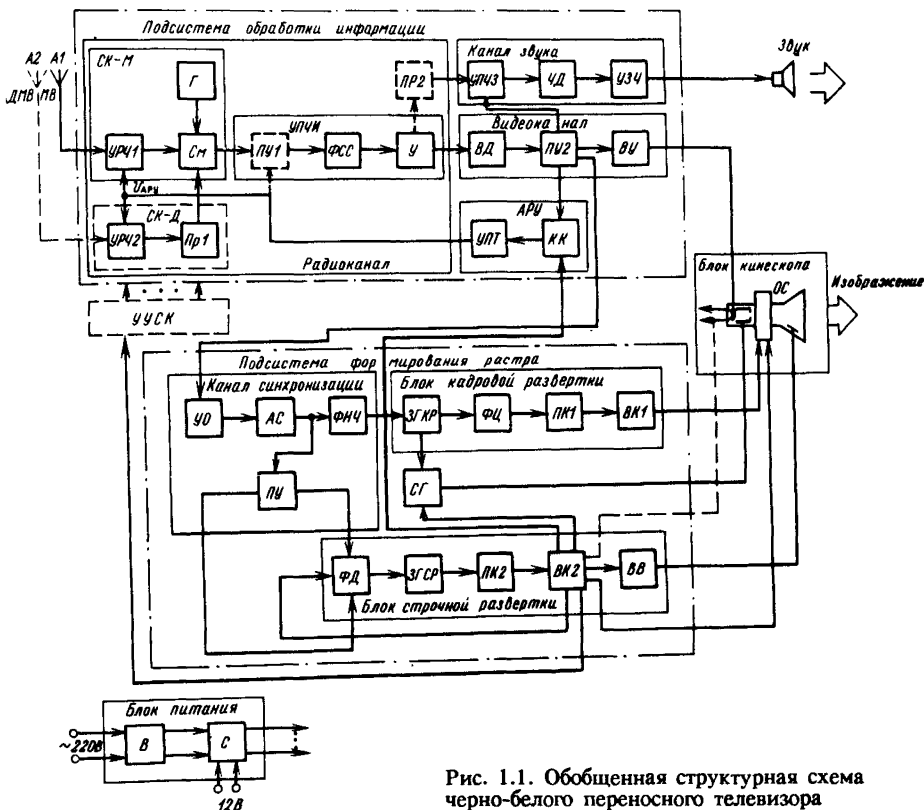 Подсистема обработки информации
А2 А1
ДМВ МВ
СК-М
Г
УРЧ1
См
UАРУ
СК-Д
УРЧ2
Пр1
УПЧИ
ПУ1
ФСС
У
ПР2
Радиоканал
Канал звука
УПЧЗ
ЧД
УЗЧ
Звук
Видеоканал
ВД
ПУ2
ВУ
АРУ
УПТ
КК
УУСК
Блок кинескопа
ОС
Изображение
Подсистема формирования растра
Канал синхронизации
УО
АС
ФНЧ
ПУ
Блок кадровой развертки
ЗГКР
ФЦ
ПК1
ВК1
СГ
ФД
ЗГСР
ПК2
ВК2
ВВ
Блок строчной развертки
Блок питания
~220В
В
С
12В
Рис. 1.1. Обобщенная структурная схема
черно-белого переносного телевизора